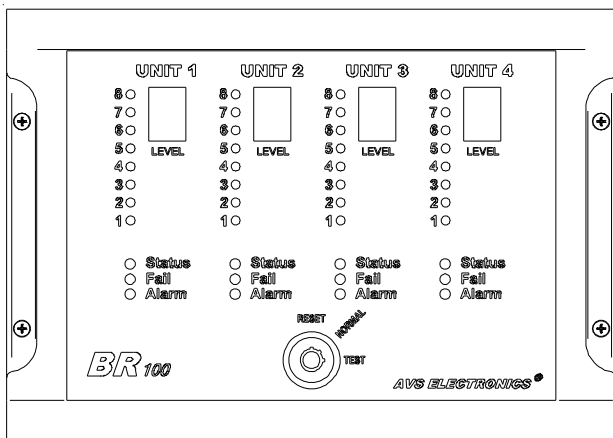 UNIT 1 UNIT 2 UNIT 3 UNIT 4
8 8 8 8
7 7 7 7
6 6 6 6
5 LEVEL 5 LEVEL 5 LEVEL 5 LEVEL
4 4 4 4
3 3 3 3
2 2 2 2
1 1 1 1
Status Status Status Status
Fail Fail Fail Fail
Alarm Alarm Alarm Alarm
RESET NORMAL
TEST
BR 100
AVS ELECTRONICS ®